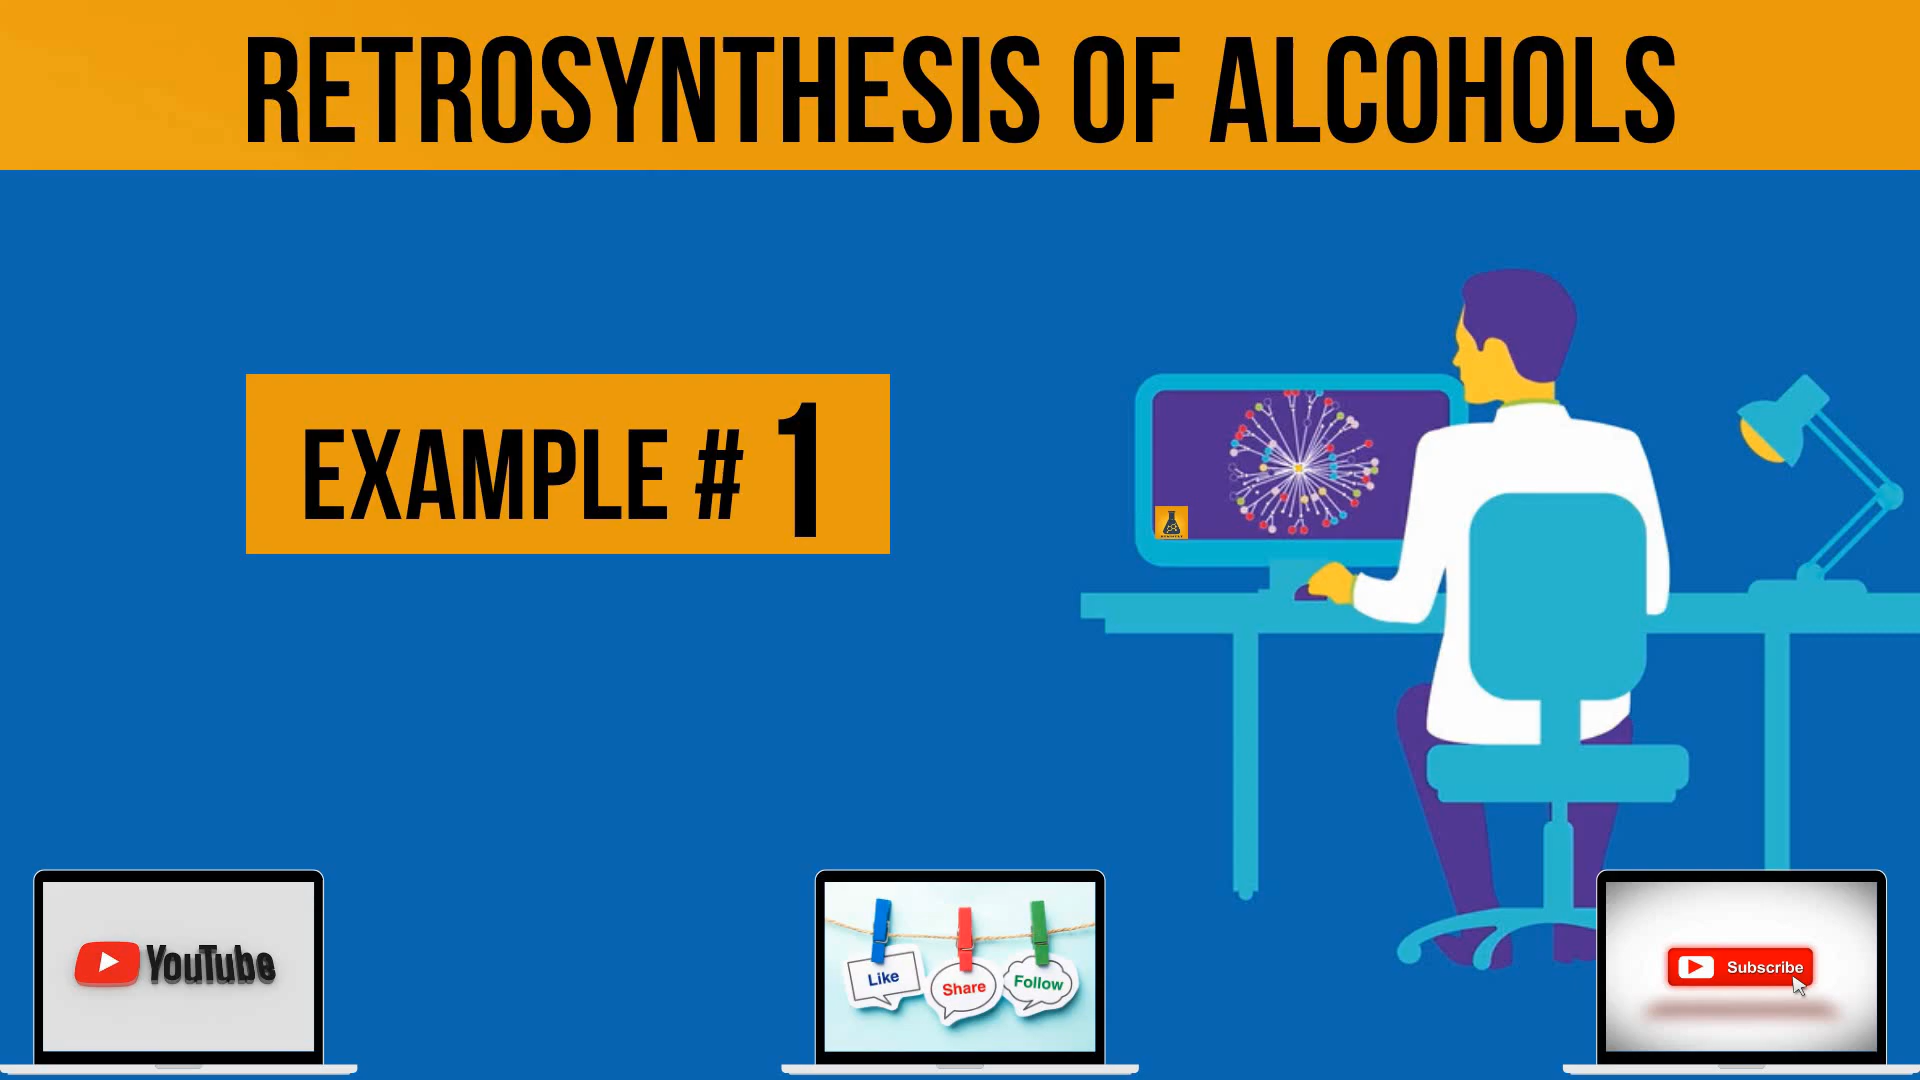 RETROSYNTHESIS OF ALCOHOLS
EXAMPLE # 1
YouTube
Like
Share
Follow
Subscribe